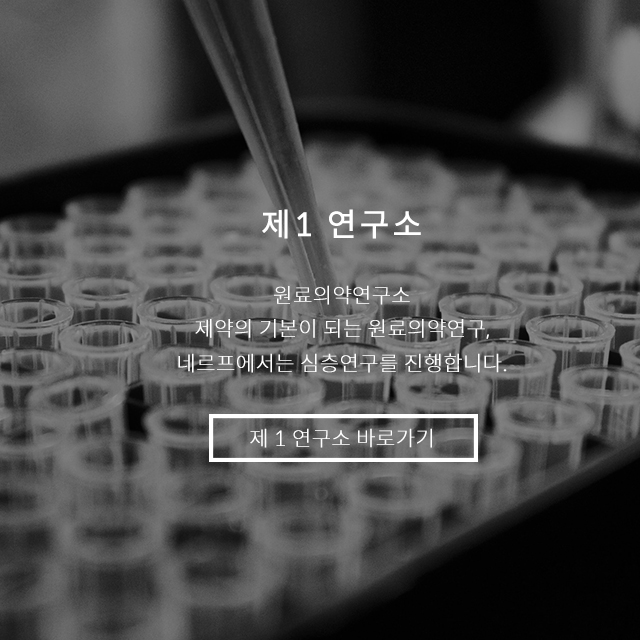 제1 연구소
원료의약연구소
제약의 기본이 되는 원료의약연구,
네르프에서는 심층연구를 진행합니다.
제 1 연구소 바로가기